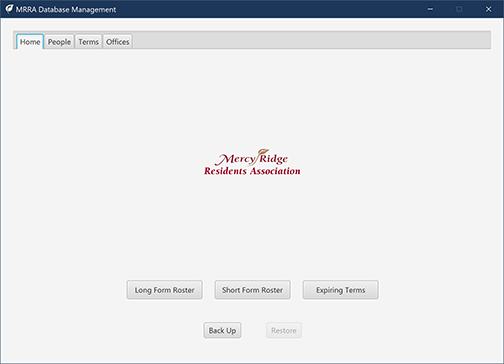 MRRA Database Management
Home People Terms Offices
Mercy Ridge
Residents Association
Long Form Roster Short Form Roster Expiring Terms
Back Up Restore